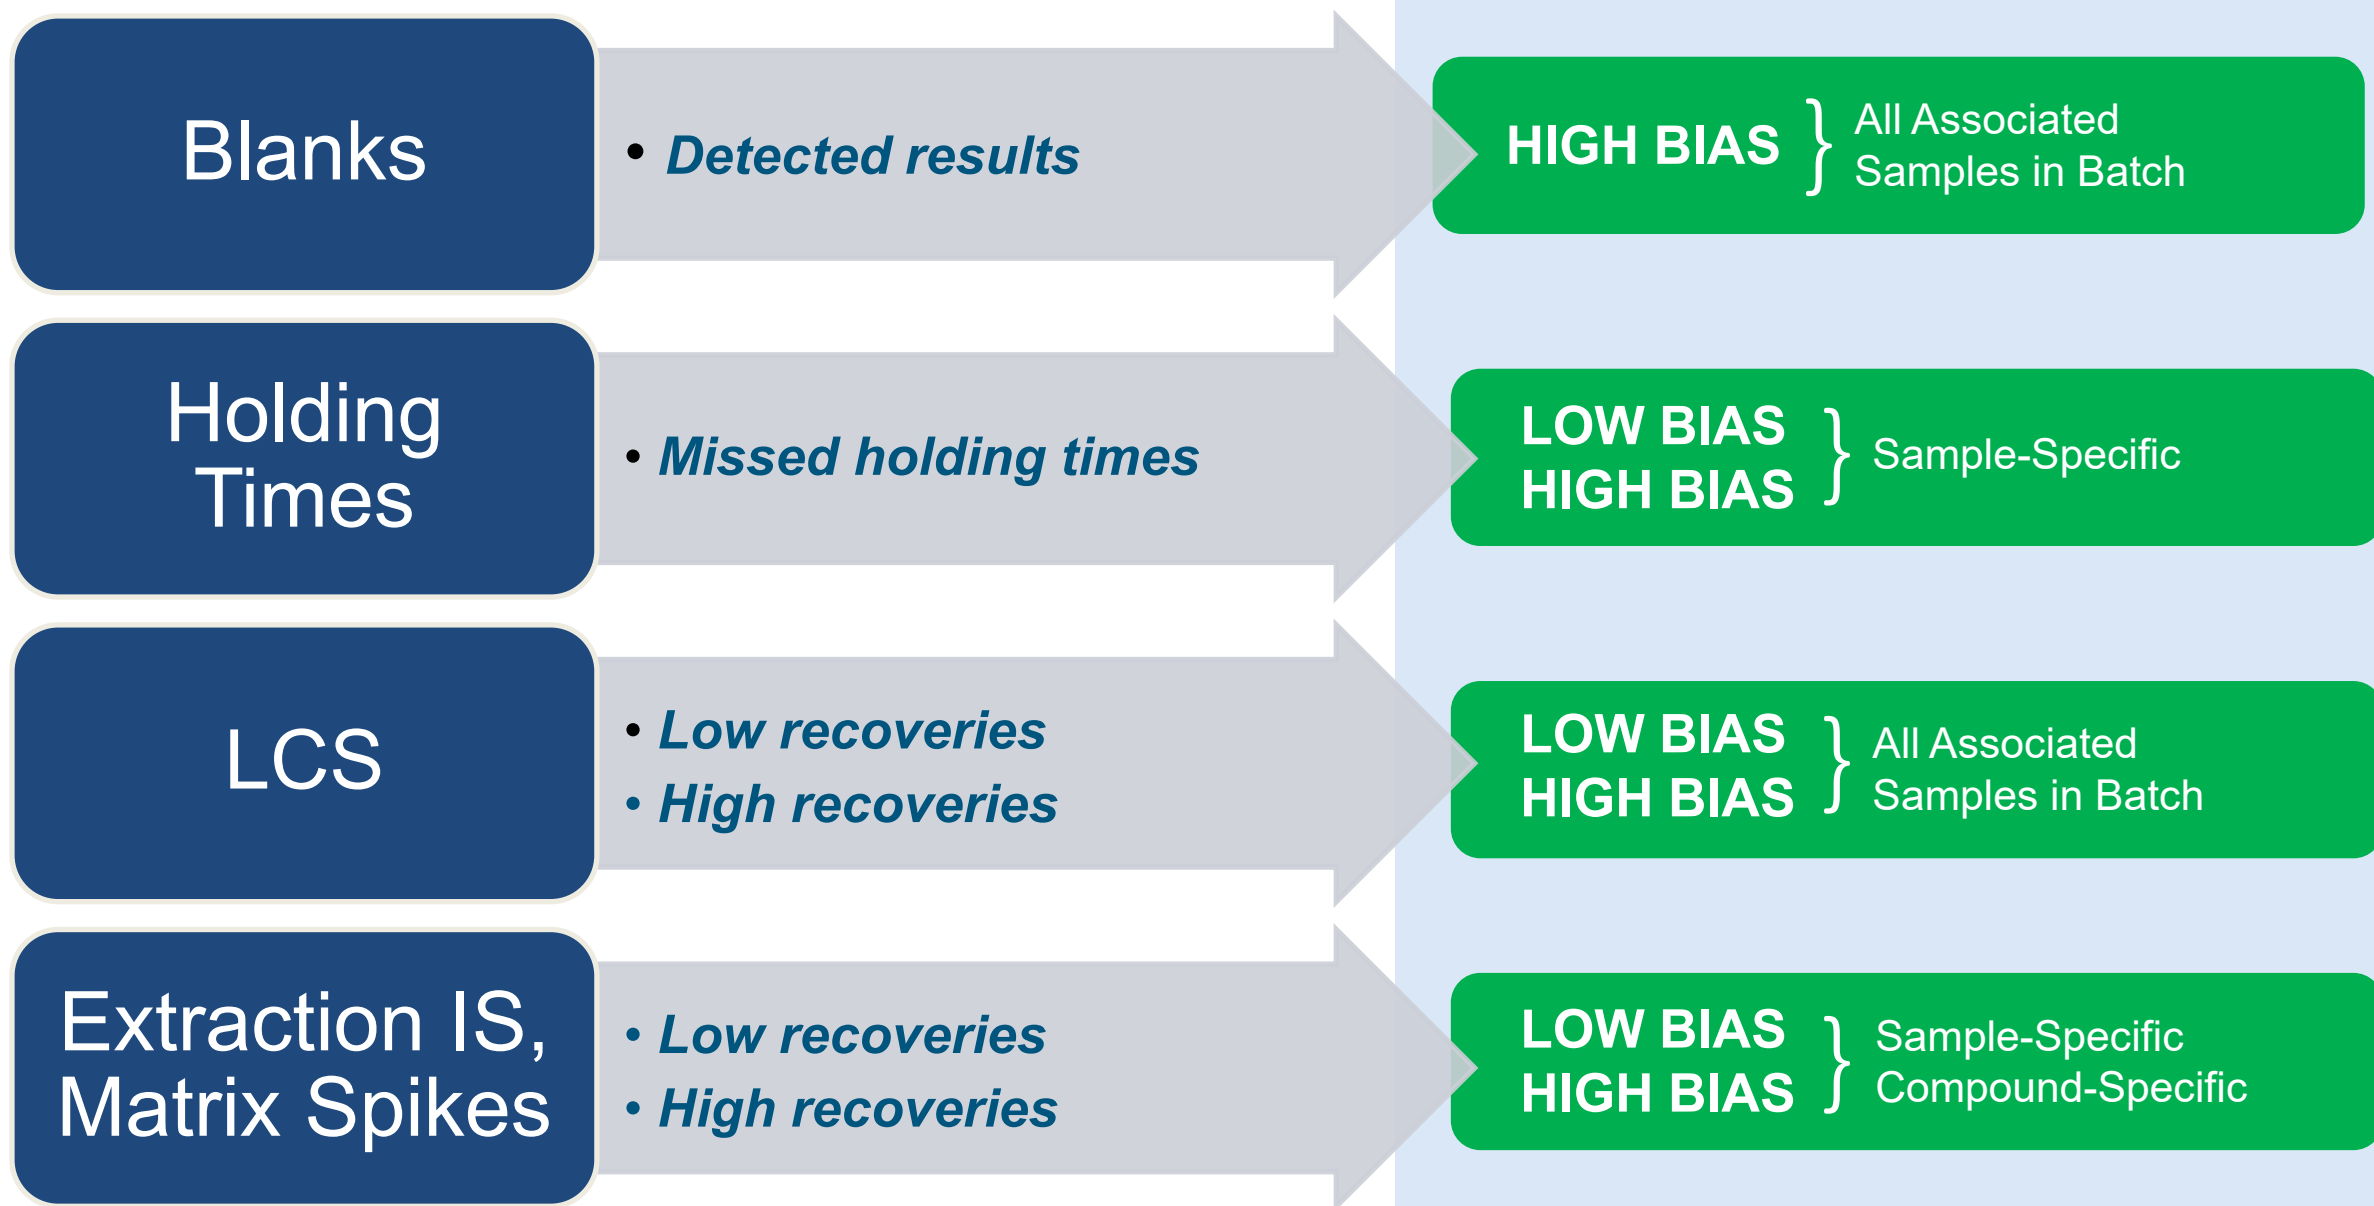 Blanks
• Detected results
HIGH BIAS } All Associated
Samples in Batch
Holding
Times
• Missed holding times
LOW BIAS
HIGH BIAS
} Sample-Specific
LCS
• Low recoveries
• High recoveries
LOW BIAS
HIGH BIAS
} All Associated
Samples in Batch
Extraction IS,
Matrix Spikes
• Low recoveries
• High recoveries
LOW BIAS
HIGH BIAS
} Sample-Specific
Compound-Specific